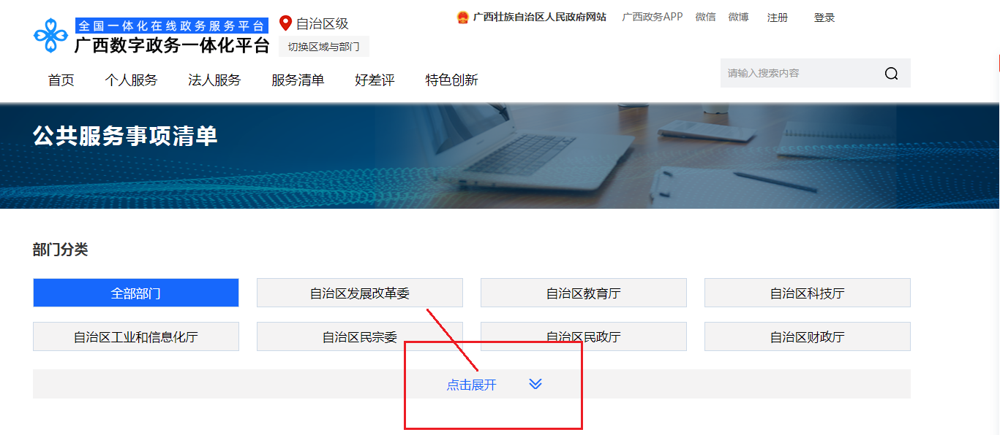 全国一体化在线政务服务平台
广西数字政务一体化平台
自治区级
切换区域与部门
广西壮族自治区人民政府网站 广西政务APP 微信 微博 注册 登录
首页 个人服务 法人服务 服务清单 好差评 特色创新
请输入搜索内容
公共服务事项清单
部门分类
全部部门 自治区发展改革委 自治区教育厅 自治区科技厅
自治区工业和信息化厅 自治区民宗委 自治区民政厅 自治区财政厅
点击展开